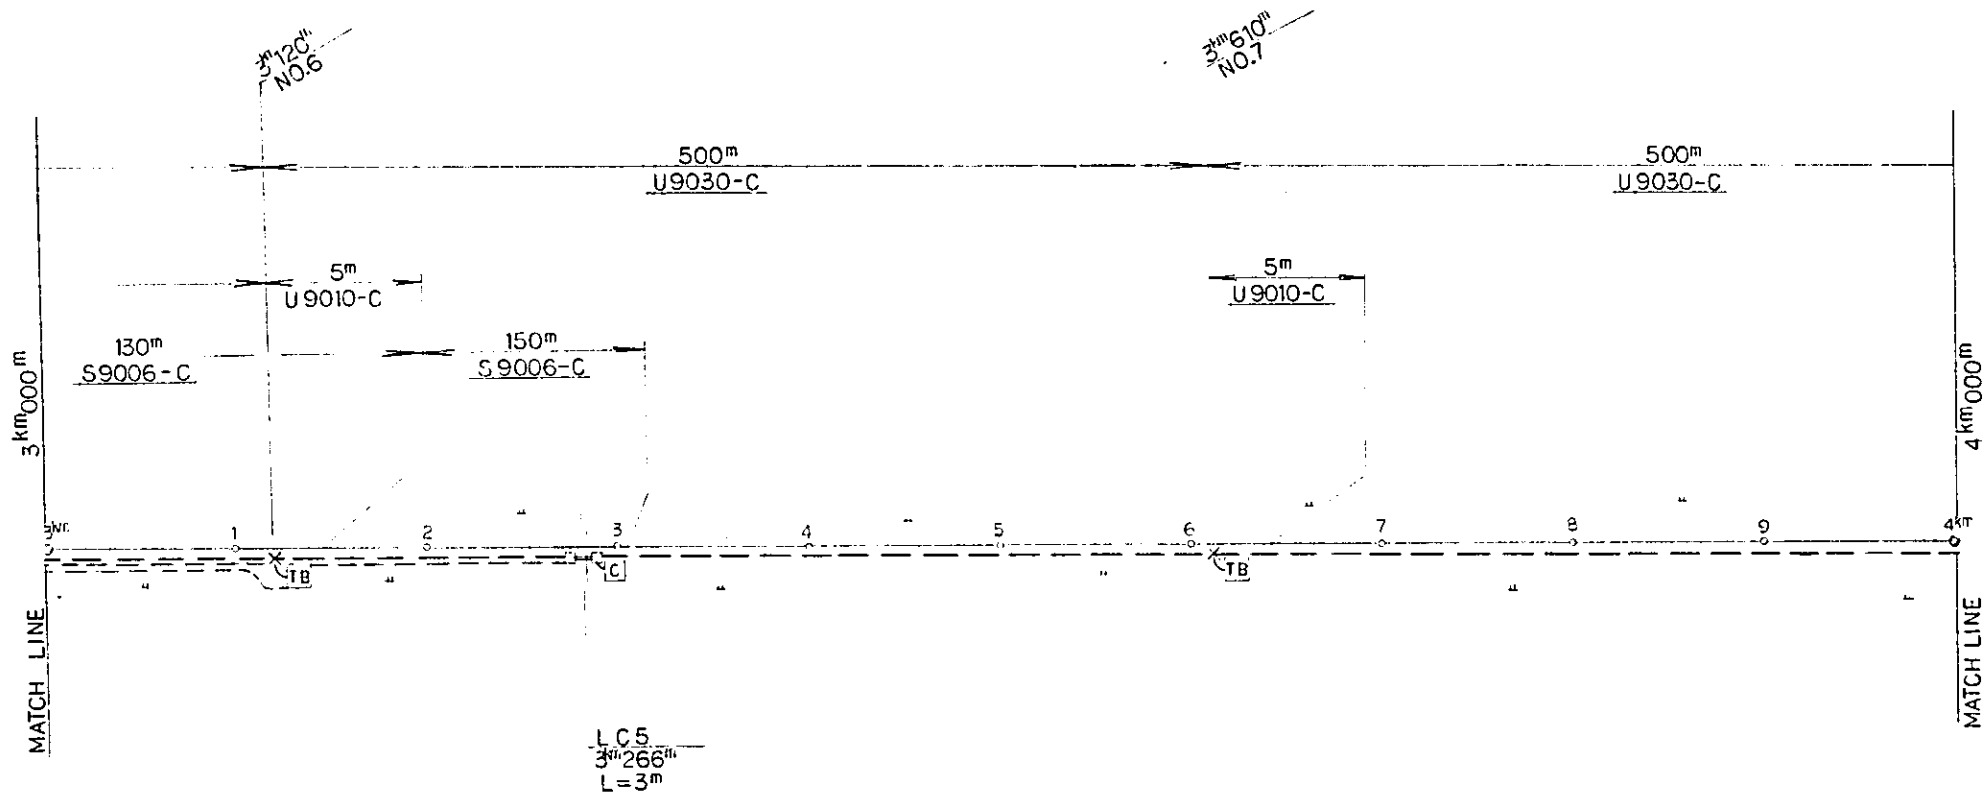 3km120m
NO.6
3km610m
NO.7
500m
U9030-C
500m
U9030-C
5m
U9010-C
5m
U9010-C
130m
S9006-C
150m
S9006-C
3km000m
4km000m
3km
1
2
3
4
5
6
7
8
9
4km
TB
C
TB
MATCH LINE
MATCH LINE
LC5
3km266m
L=3m